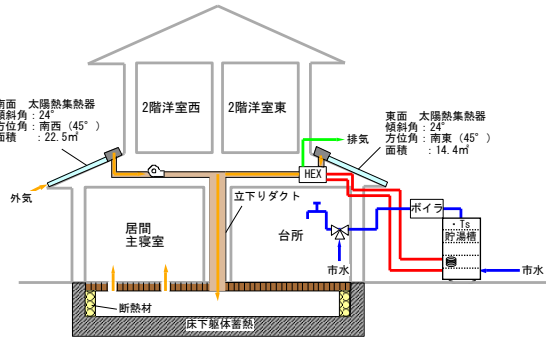 2階洋室西
2階洋室東
南面 太陽熱集熱器
傾斜角：24°
方位角：南西(45°)
面積 ：22.5㎡
東面 太陽熱集熱器
傾斜角：24°
方位角：南東(45°)
面積 ：14.4㎡
排気
HEX
外気
立下りダクト
ボイラ
・Ts
貯湯槽
居間
主寝室
台所
市水
市水
断熱材
床下躯体蓄熱